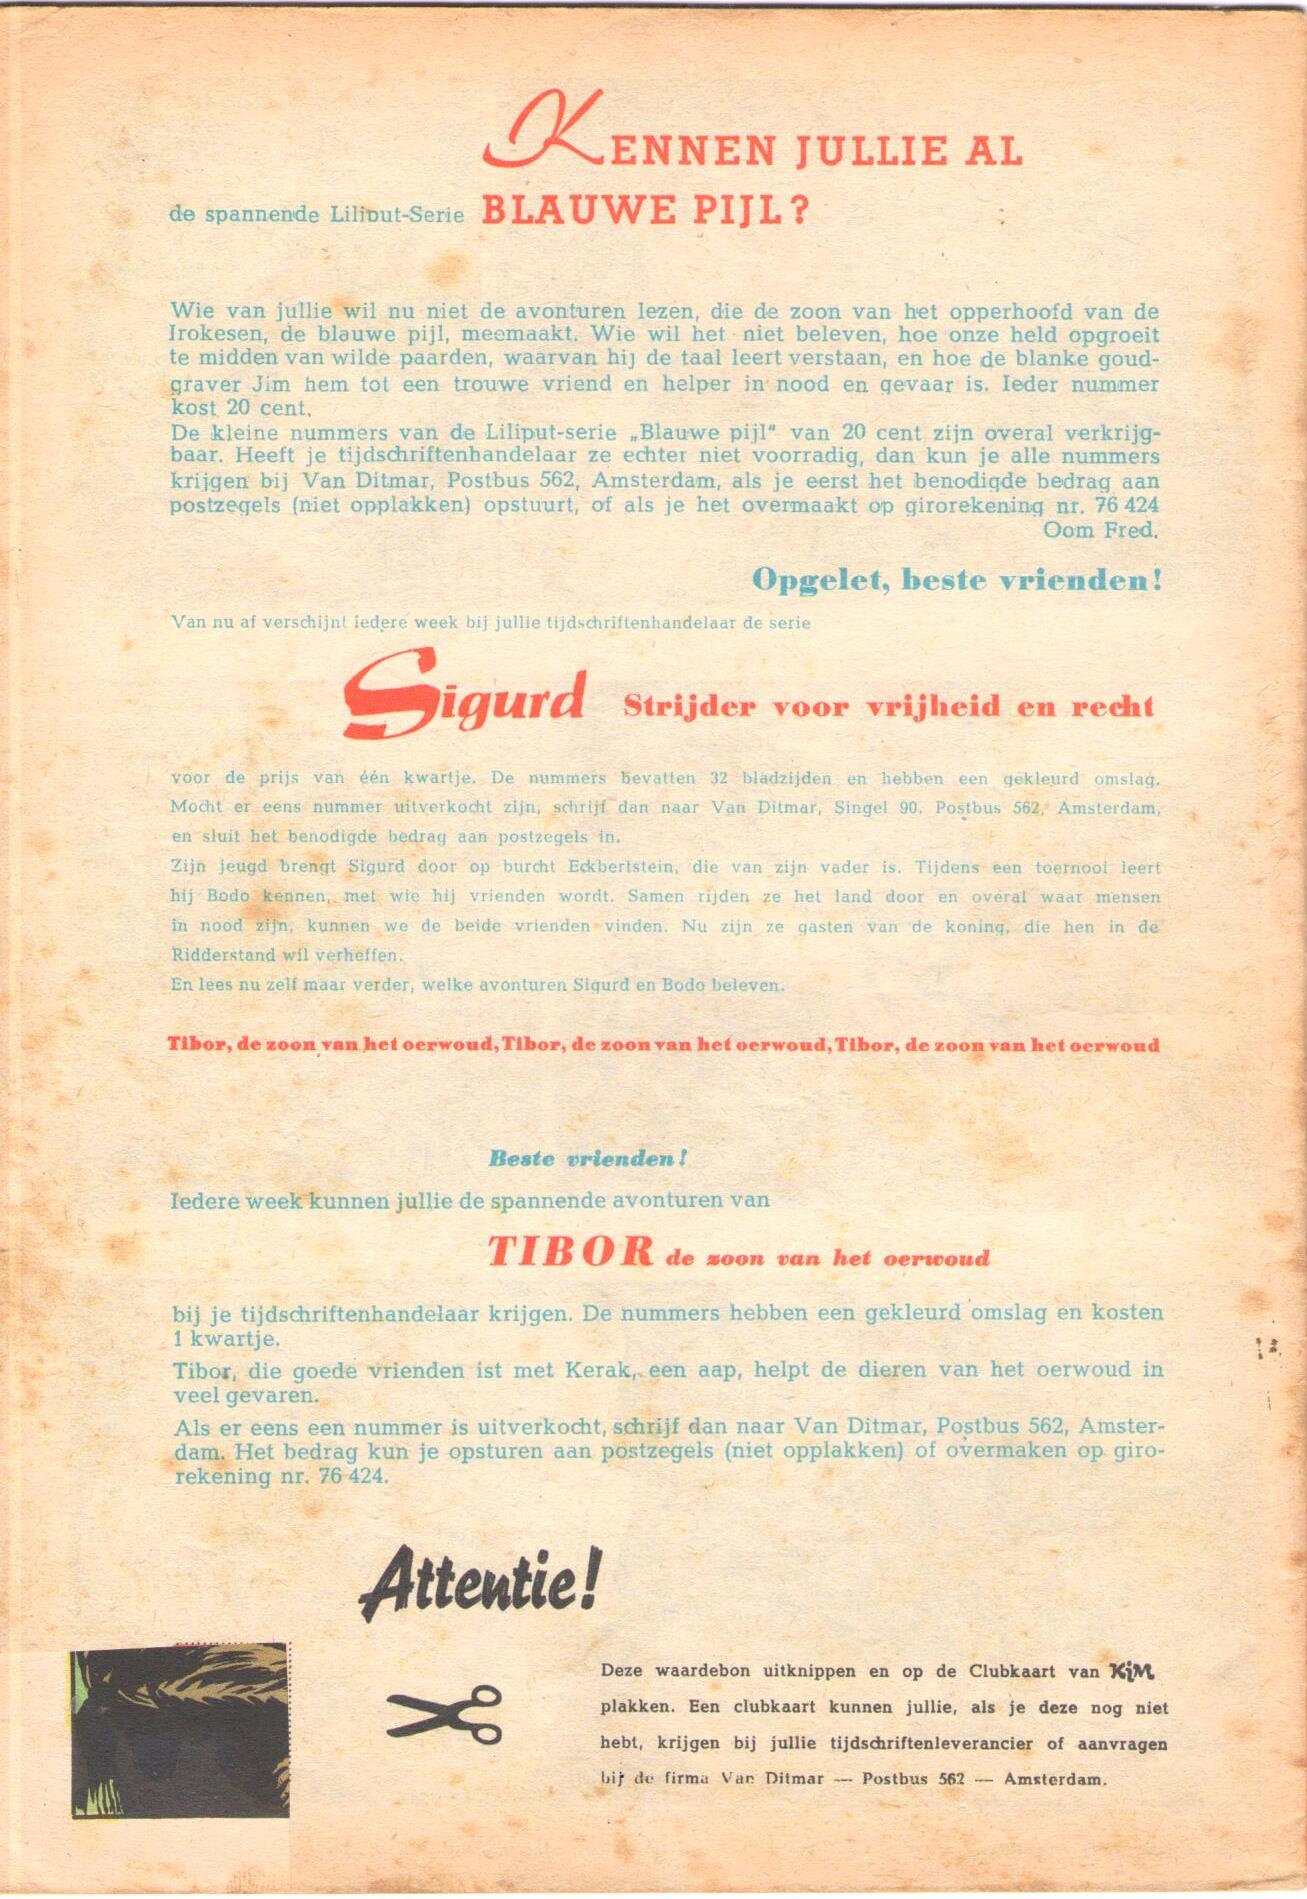 KENNEN JULLIE AL
de spannende Liliput-Serie BLAUWE PIJL?
Wie van jullie wil nu niet de avonturen lezen, die de zoon van het opperhoofd van de
Irokesen, de blauwe pijl, meemaakt. Wie wil het niet beleven, hoe onze held opgroeit
te midden van wilde paarden, waarvan hij de taal leert verstaan, en hoe de blanke goud-
graver Jim hem tot een trouwe vriend en helper in nood en gevaar is. Ieder nummer
kost 20 cent.
De kleine nummers van de Liliput-serie „Blauwe pijl" van 20 cent zijn overal verkrijg-
baar. Heeft je tijdschriftenhandelaar ze echter niet voorradig, dan kun je alle nummers
krijgen bij Van Ditmar, Postbus 562, Amsterdam, als je eerst het benodigde bedrag aan
postzegels (niet opplakken) opstuurt, of als je het overmaakt op girorekening nr. 76 424
Oom Fred.
Opgelet, beste vrienden!
Van nu af verschijnt iedere week bij jullie tijdschriftenhandelaar de serie
Sigurd Strijder voor vrijheid en recht
voor de prijs van één kwartje. De nummers bevatten 32 bladzijden en hebben een gekleurd omslag.
Mocht er eens nummer uitverkocht zijn, schrijf dan naar Van Ditmar, Singel 90, Postbus 562, Amsterdam,
en sluit het benodigde bedrag aan postzegels in.
Zijn jeugd brengt Sigurd door op burcht Eckbertstein, die van zijn vader is. Tijdens een toernooi leert
hij Bodo kennen, met wie hij vrienden wordt. Samen rijden ze het land door en overal waar mensen
in nood zijn, kunnen we de beide vrienden vinden. Nu zijn ze gasten van de koning, die hen in de
Ridderstand wil verheffen.
En lees nu zelf maar verder, welke avonturen Sigurd en Bodo beleven.
Tibor, de zoon van het oerwoud, Tibor, de zoon van het oerwoud, Tibor, de zoon van het oerwoud
Beste vrienden!
Iedere week kunnen jullie de spannende avonturen van
TIBOR de zoon van het oerwoud
bij je tijdschriftenhandelaar krijgen. De nummers hebben een gekleurd omslag en kosten
1 kwartje.
Tibor, die goede vrienden ist met Kerak, een aap, helpt de dieren van het oerwoud in
veel gevaren.
Als er eens een nummer is uitverkocht, schrijf dan naar Van Ditmar, Postbus 562, Amster-
dam. Het bedrag kun je opsturen aan postzegels (niet opplakken) of overmaken op giro-
rekening nr. 76 424.
Attentie!
Deze waardebon uitknippen en op de Clubkaart van KiM
plakken. Een clubkaart kunnen jullie, als je deze nog niet
hebt, krijgen bij jullie tijdschriftenleverancier of aanvragen
bij de firma Van Ditmar — Postbus 562 — Amsterdam.